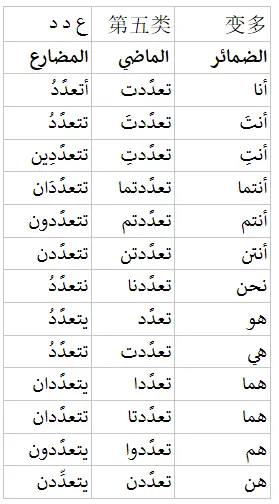 变多 第五类 ع د د
الضمائر الماضي المضارع
أنا تعدَّدت أتعدَّدُ
أنتَ تعدَّدتَ تتعدَّدُ
أنتِ تعدَّدتِ تتعدَّدِين
أنتما تعدَّدتما تتعدَّدَان
أنتم تعدَّدتم تتعدَّدون
أنتن تعدَّدتن تتعدَّدن
نحن تعدَّدنا نتعدَّدُ
هو تعدَّد يتعدَّدُ
هي تعدَّدت تتعدَّدُ
هما تعدَّدا يتعدَّدان
هما تعدَّدتا تتعدَّدان
هم تعدَّدوا يتعدَّدون
هن تعدَّدن يتعدَّدن